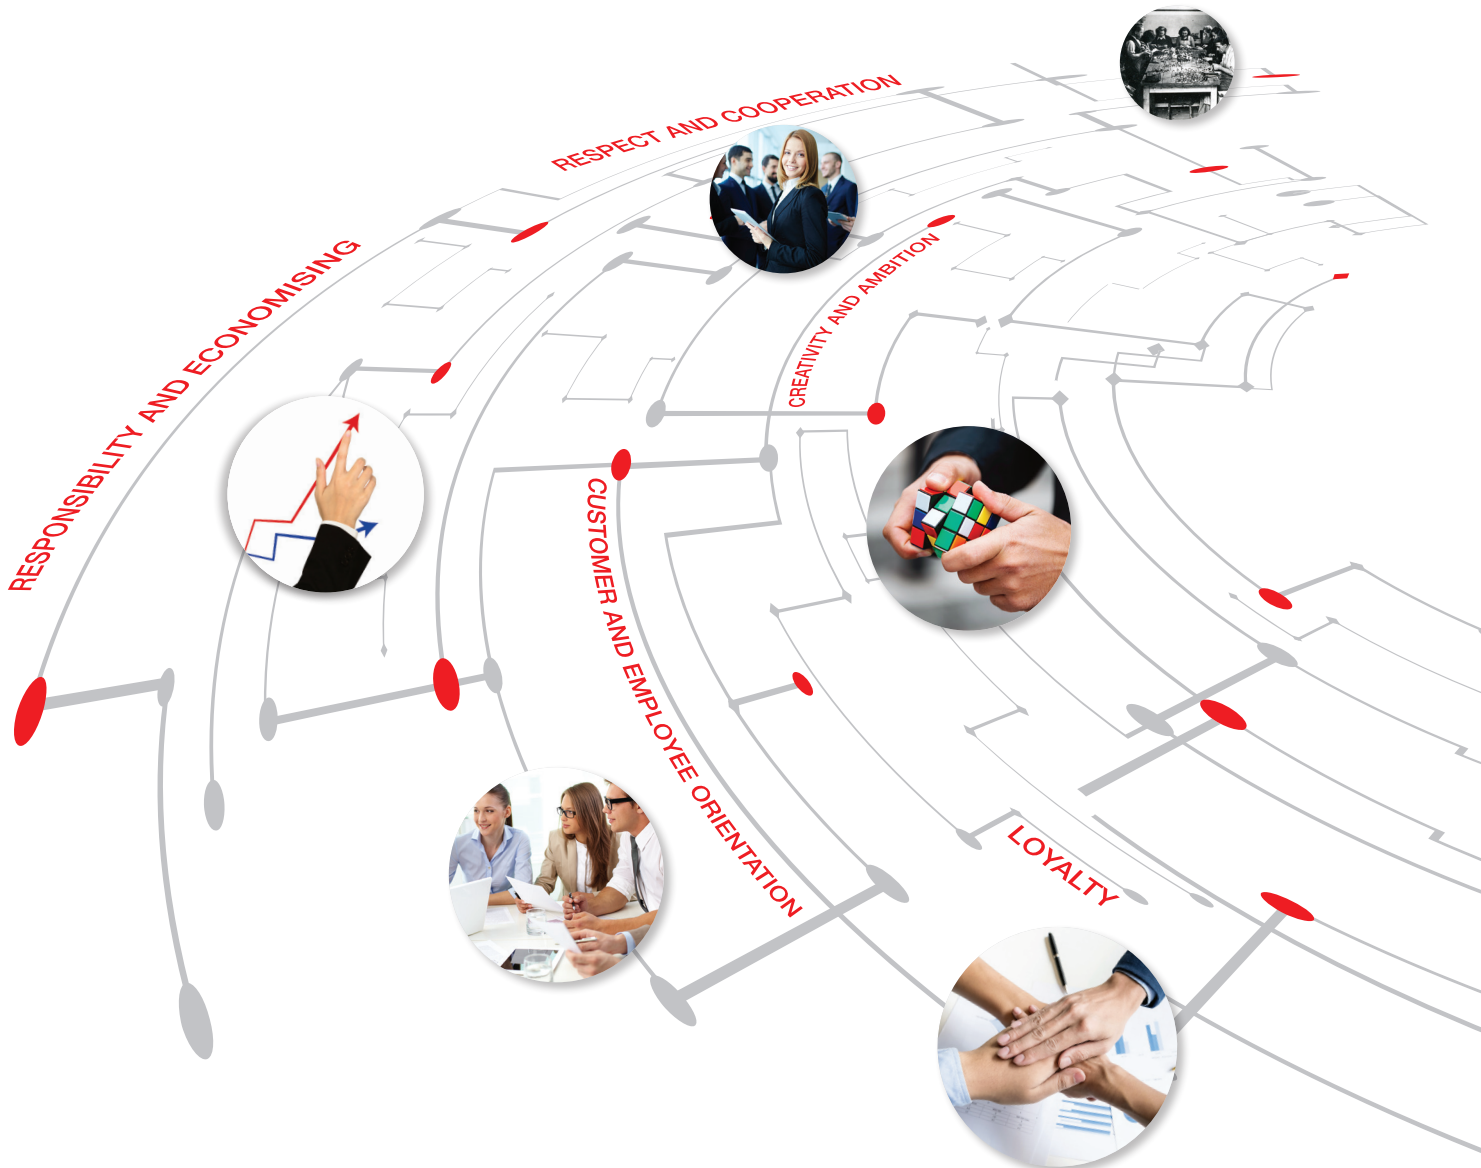 RESPECT AND COOPERATION
RESPONSIBILITY AND ECONOMISING
CREATIVITY AND AMBITION
CUSTOMER AND EMPLOYEE ORIENTATION
LOYALTY